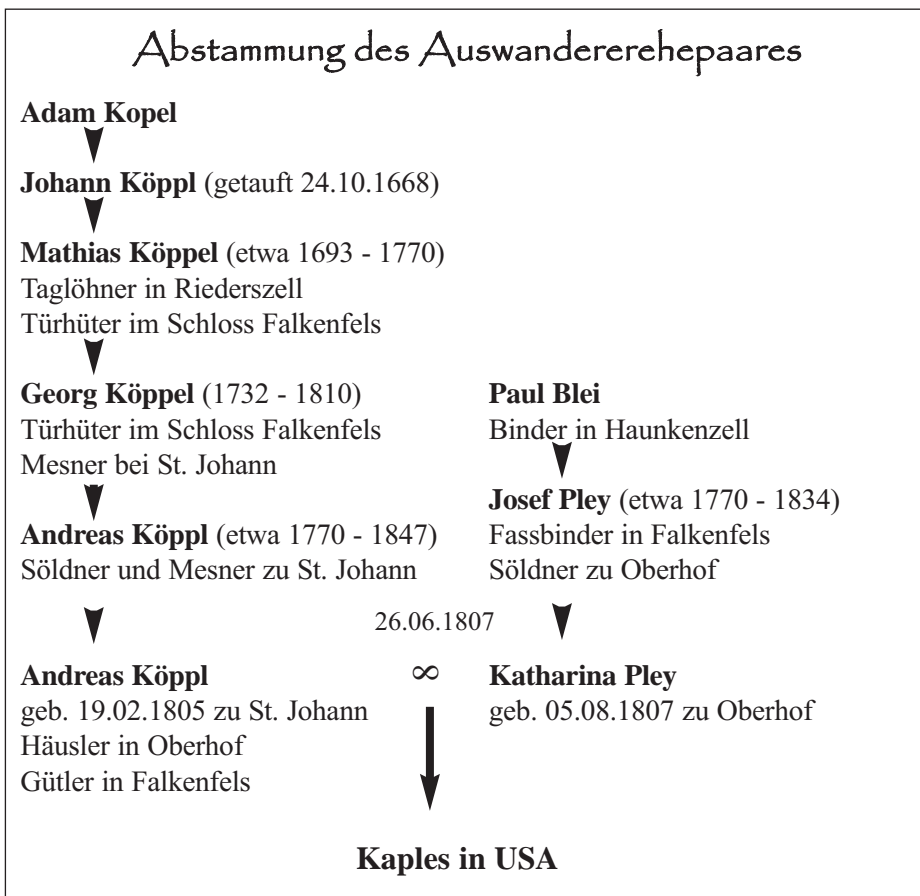 Abstammung des Auswandererehepaares
Adam Kopel
Johann Köppl (getauft 24.10.1668)
Mathias Köppel (etwa 1693 - 1770)
Taglöhner in Riederszell
Türhüter im Schloss Falkenfels
Georg Köppel (1732 - 1810)
Türhüter im Schloss Falkenfels
Mesner bei St. Johann
Paul Blei
Binder in Haunkenzell
Andreas Köppl (etwa 1770 - 1847)
Söldner und Mesner zu St. Johann
Josef Pley (etwa 1770 - 1834)
Fassbinder in Falkenfels
Söldner zu Oberhof
26.06.1807
Andreas Köppl
geb. 19.02.1805 zu St. Johann
Häusler in Oberhof
Gütler in Falkenfels
∞
Katharina Pley
geb. 05.08.1807 zu Oberhof
Kaples in USA